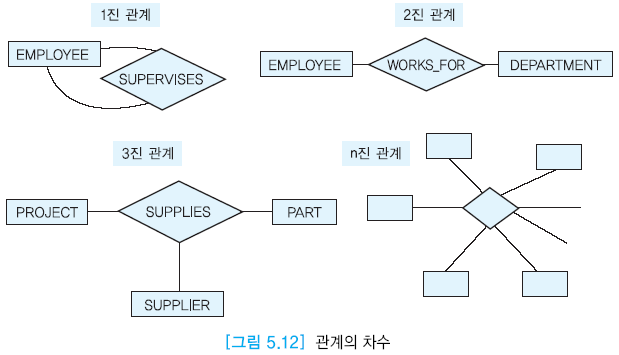 1진 관계
2진 관계
EMPLOYEE
SUPERVISES
EMPLOYEE
WORKS_FOR
DEPARTMENT
3진 관계
n진 관계
PROJECT
SUPPLIES
PART
SUPPLIER
[그림 5.12] 관계의 차수